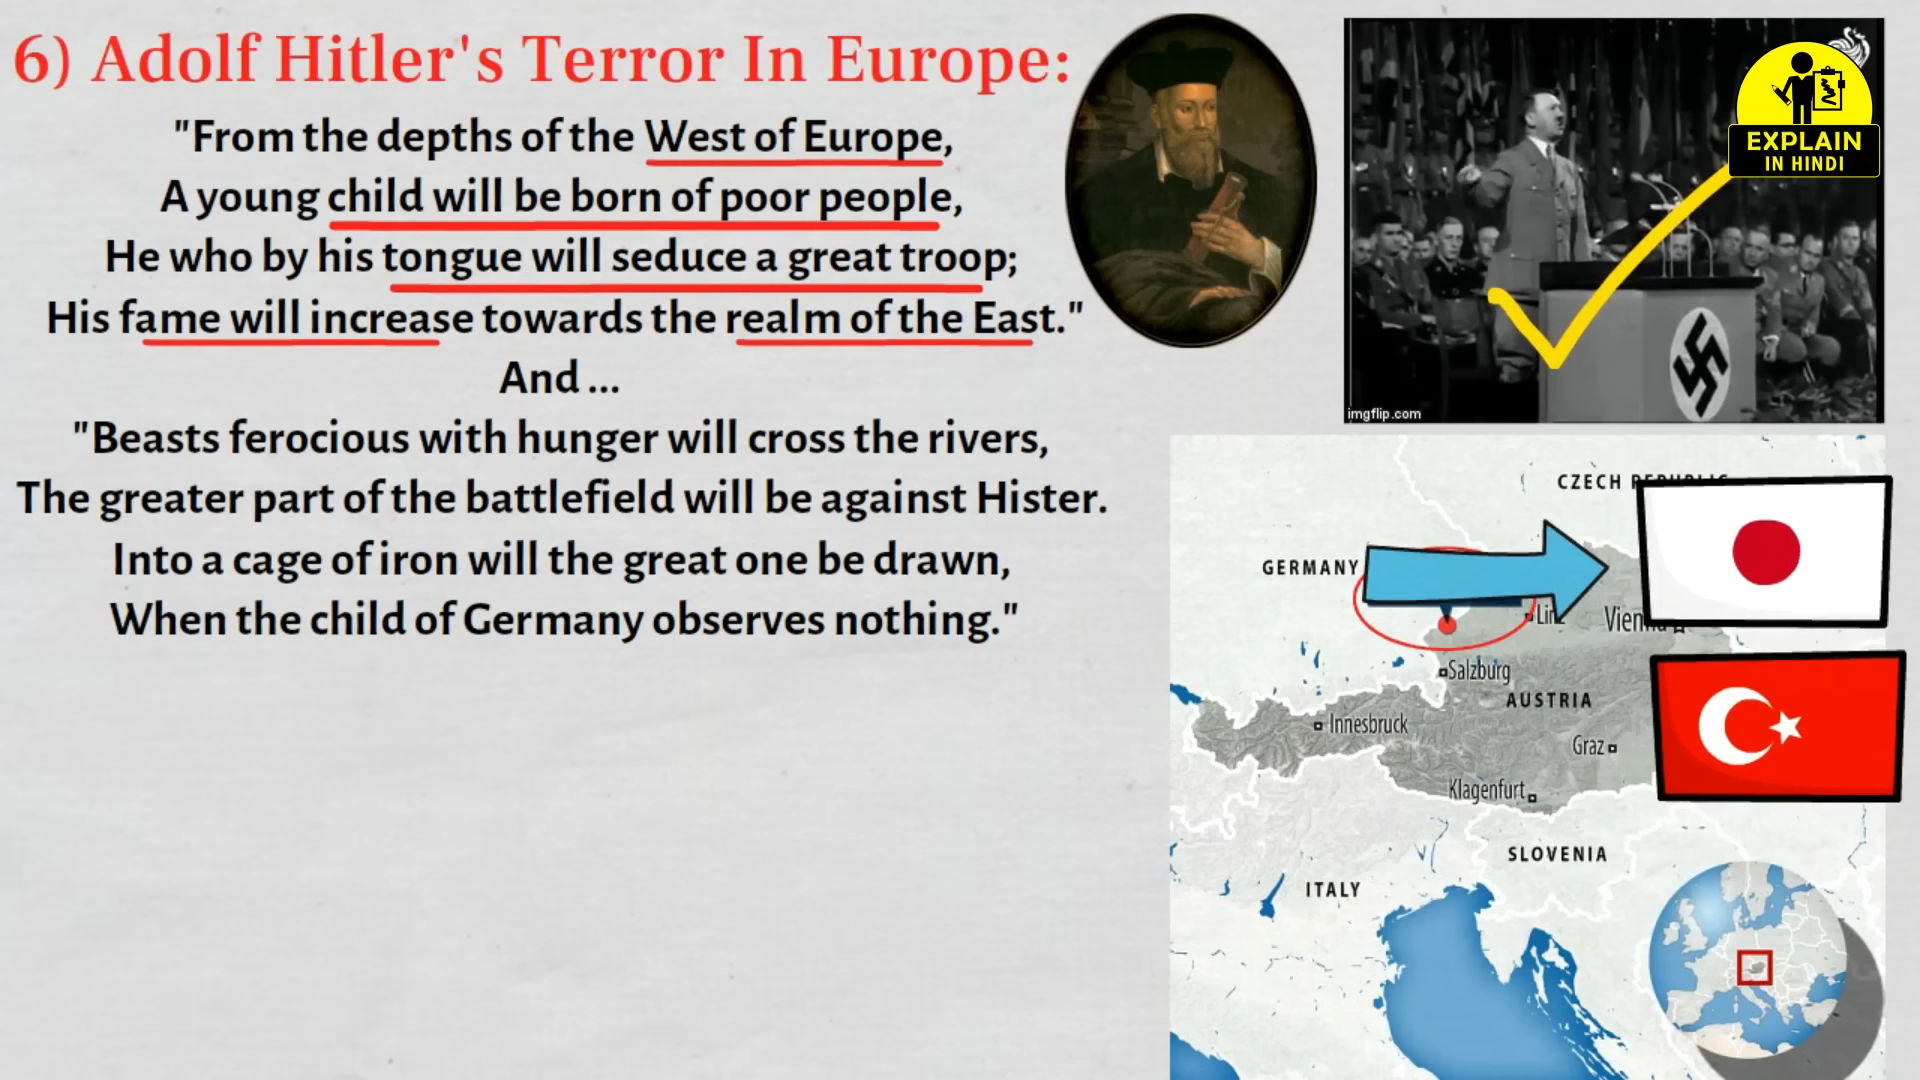 6) Adolf Hitler's Terror In Europe:
"From the depths of the West of Europe,
A young child will be born of poor people,
He who by his tongue will seduce a great troop;
His fame will increase towards the realm of the East."
And ...
"Beasts ferocious with hunger will cross the rivers,
The greater part of the battlefield will be against Hister.
Into a cage of iron will the great one be drawn,
When the child of Germany observes nothing."
EXPLAIN
IN HINDI
imgflip.com
CZECH REPUBLIC
GERMANY
Linz
Salzburg
AUSTRIA
Innesbruck
Graz
Klagenfurt
SLOVENIA
ITALY